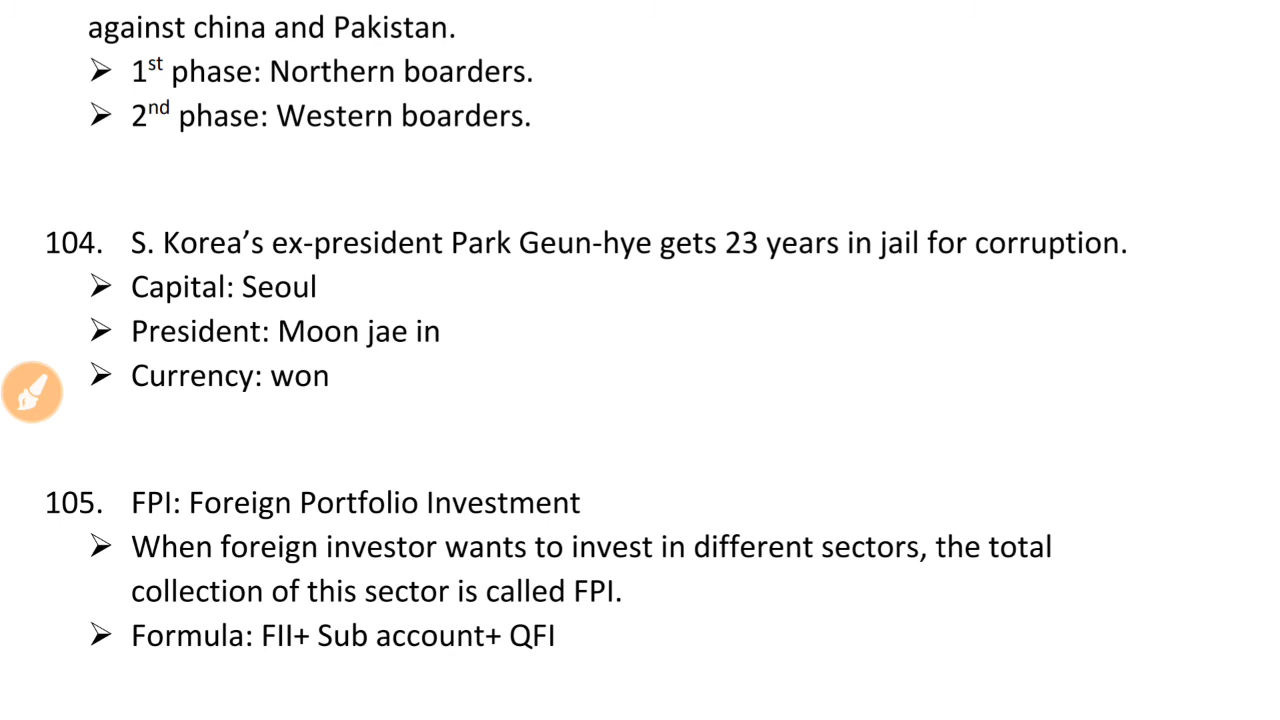 against china and Pakistan.
➢ 1st phase: Northern boarders.
➢ 2nd phase: Western boarders.
104. S. Korea’s ex-president Park Geun-hye gets 23 years in jail for corruption.
➢ Capital: Seoul
➢ President: Moon jae in
➢ Currency: won
105. FPI: Foreign Portfolio Investment
➢ When foreign investor wants to invest in different sectors, the total
collection of this sector is called FPI.
➢ Formula: FII+ Sub account+ QFI